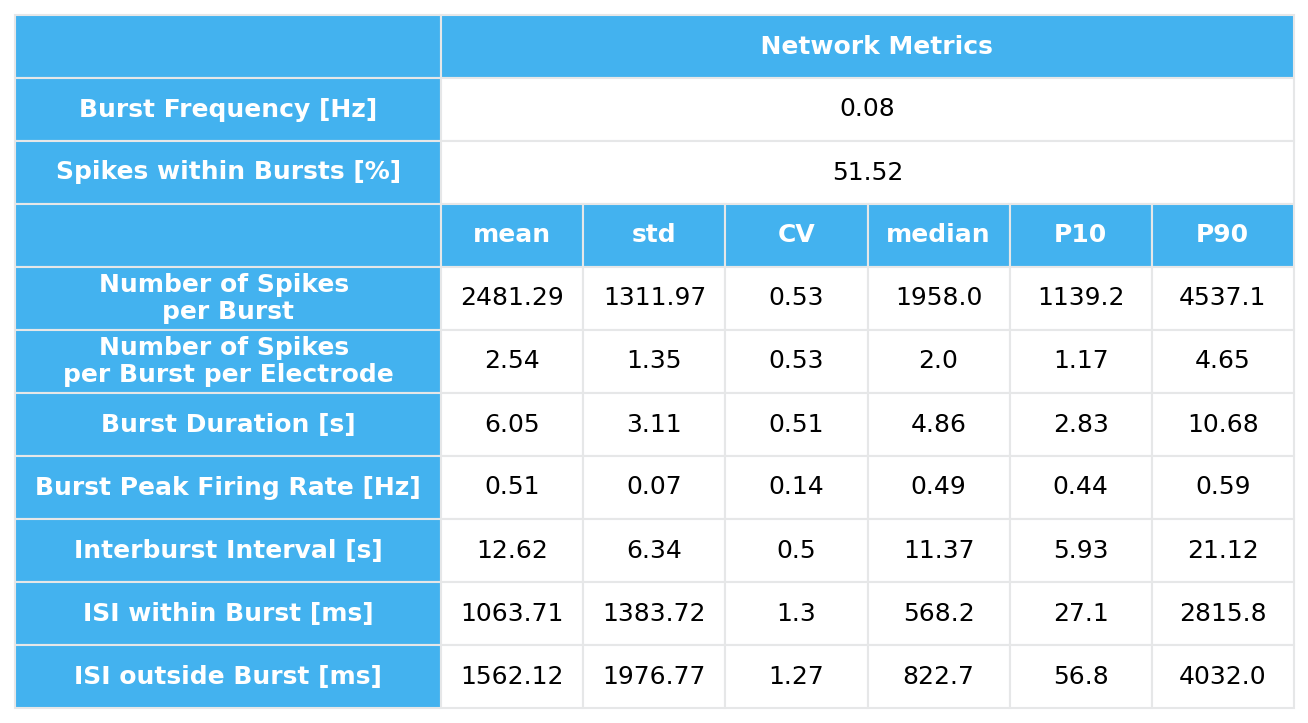 Network Metrics
Burst Frequency [Hz] 0.08
Spikes within Bursts [%] 51.52
mean std CV median P10 P90
Number of Spikes
per Burst 2481.29 1311.97 0.53 1958.0 1139.2 4537.1
Number of Spikes
per Burst per Electrode 2.54 1.35 0.53 2.0 1.17 4.65
Burst Duration [s] 6.05 3.11 0.51 4.86 2.83 10.68
Burst Peak Firing Rate [Hz] 0.51 0.07 0.14 0.49 0.44 0.59
Interburst Interval [s] 12.62 6.34 0.5 11.37 5.93 21.12
ISI within Burst [ms] 1063.71 1383.72 1.3 568.2 27.1 2815.8
ISI outside Burst [ms] 1562.12 1976.77 1.27 822.7 56.8 4032.0